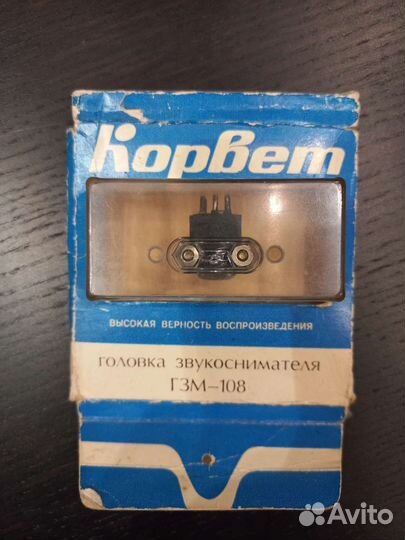 Корвет
ВЫСОКАЯ ВЕРНОСТЬ ВОСПРОИЗВЕДЕНИЯ
ГОЛОВКА ЗВУКОСНИМАТЕЛЯ
ГЗМ-108
Avito